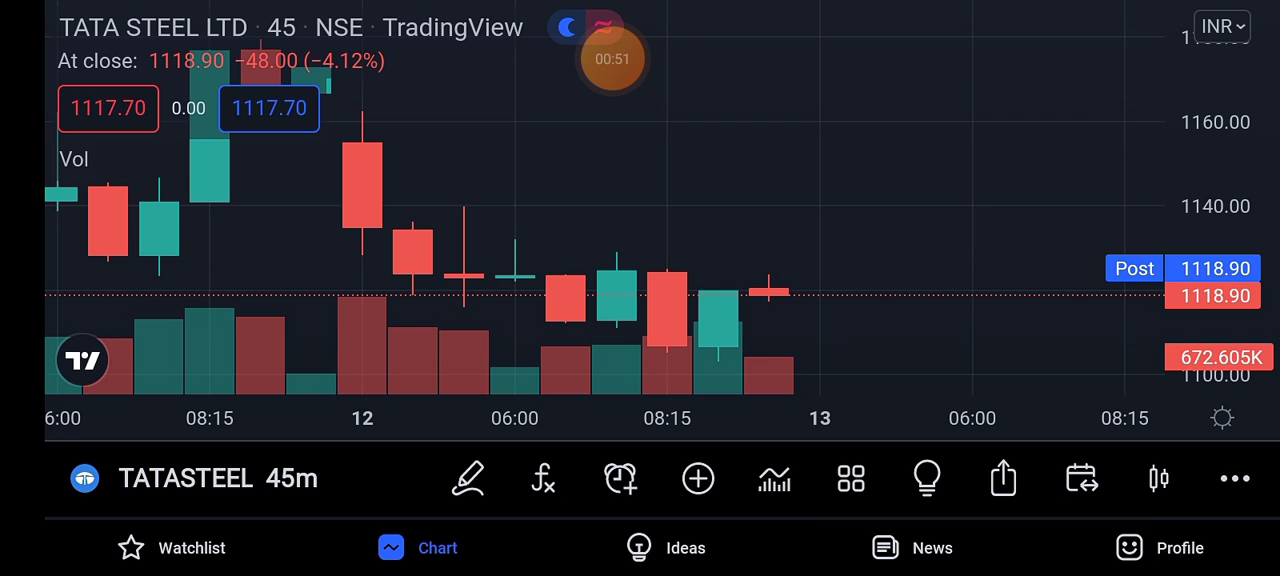 TATA STEEL LTD · 45 · NSE · TradingView
INR
At close: 1118.90 −48.00 (−4.12%)
00:51
1117.70 0.00 1117.70
1160.00
Vol
1140.00
Post 1118.90
1118.90
672.605K
1100.00
6:00 08:15 12 06:00 08:15 13 06:00 08:15
TATASTEEL 45m
Watchlist Chart Ideas News Profile